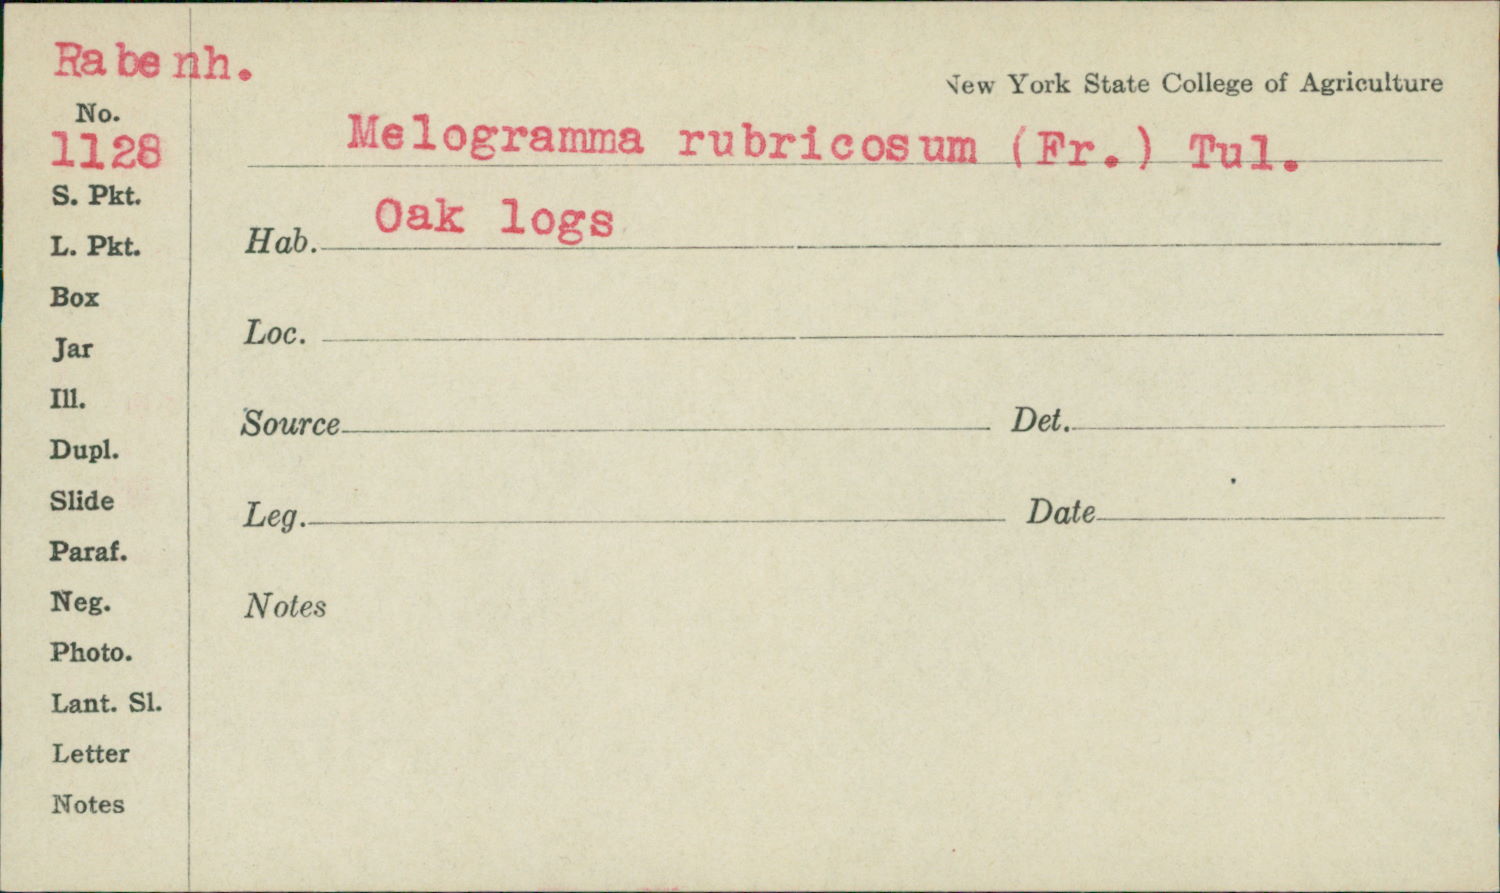 Rabenh.
New York State College of Agriculture
No.
1128
Melogramma rubricosum (Fr.) Tul.
S. Pkt.
L. Pkt.
Box
Jar
Ill.
Dupl.
Slide
Paraf.
Neg.
Photo.
Lant. Sl.
Letter
Notes
Hab. Oak logs
Loc.
Source Det.
Leg. Date
Notes